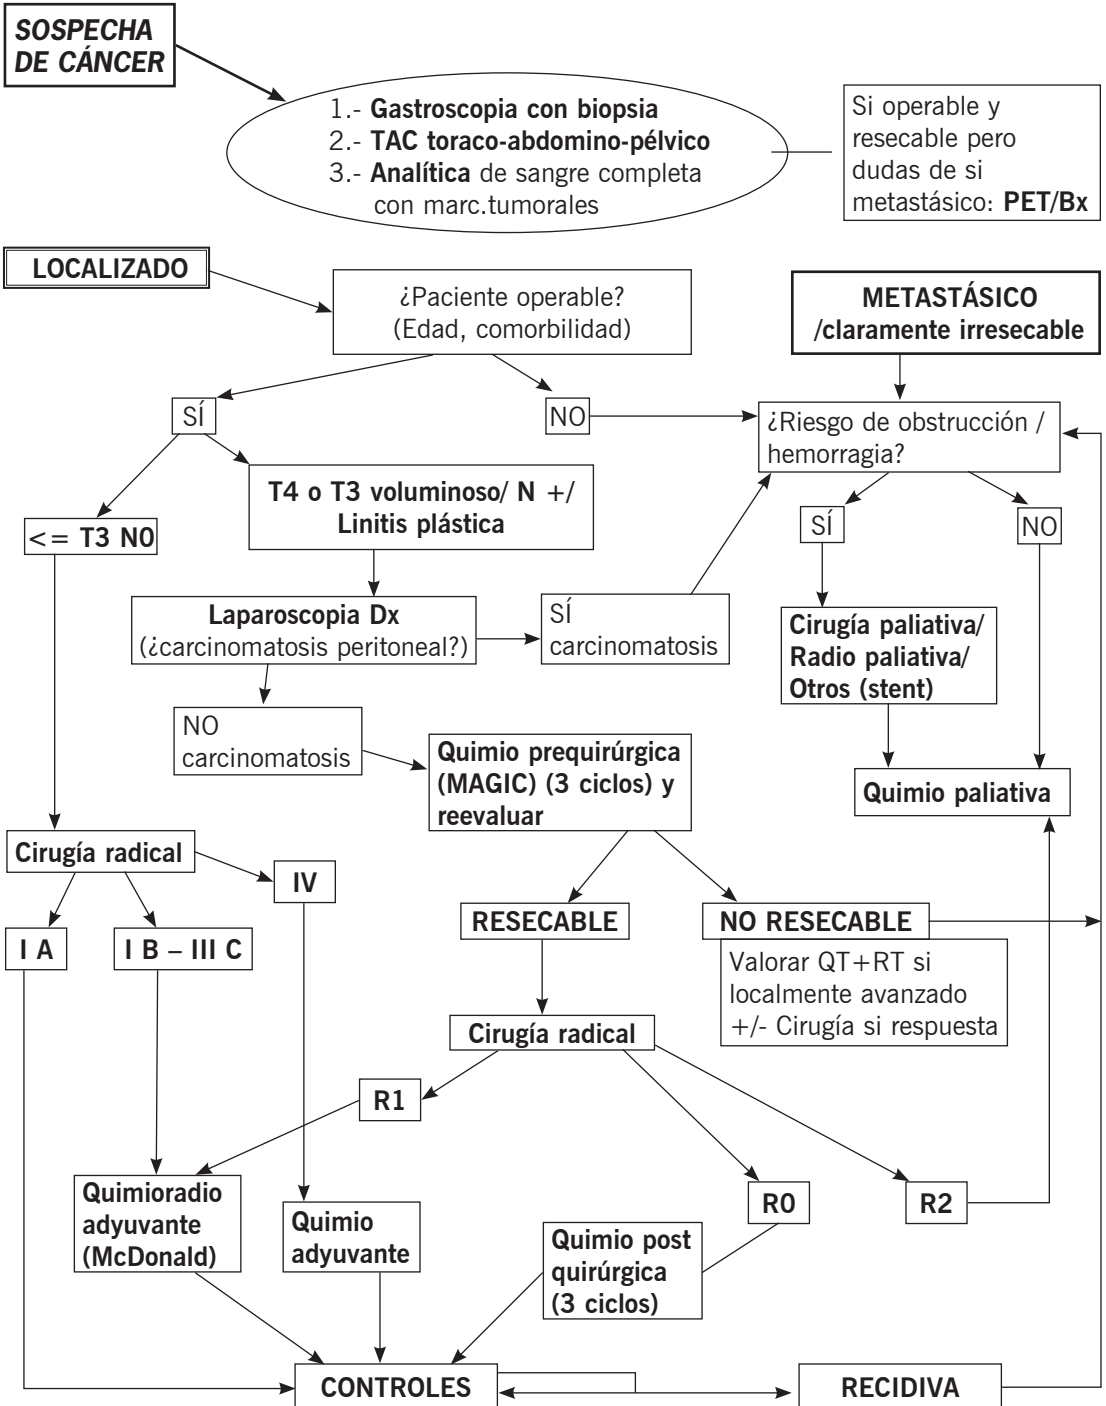 SOSPECHA
DE CÁNCER
1.- Gastroscopia con biopsia
2.- TAC toraco-abdomino-pélvico
3.- Analítica de sangre completa
con marc.tumorales
Si operable y
resecable pero
dudas de si
metastásico: PET/Bx
LOCALIZADO
¿Paciente operable?
(Edad, comorbilidad)
METASTÁSICO
/claramente irresecable
SÍ
NO
¿Riesgo de obstrucción /
hemorragia?
T4 o T3 voluminoso/ N +/
Linitis plástica
<= T3 N0
SÍ
NO
Laparoscopia Dx
(¿carcinomatosis peritoneal?)
SÍ
carcinomatosis
Cirugía paliativa/
Radio paliativa/
Otros (stent)
NO
carcinomatosis
Quimio prequirúrgica
(MAGIC) (3 ciclos) y
reevaluar
Quimio paliativa
Cirugía radical
IV
I A
I B – III C
RESECABLE
NO RESECABLE
Valorar QT+RT si
localmente avanzado
+/- Cirugía si respuesta
Cirugía radical
R1
R0
R2
Quimioradio
adyuvante
(McDonald)
Quimio
adyuvante
Quimio post
quirúrgica
(3 ciclos)
CONTROLES
RECIDIVA